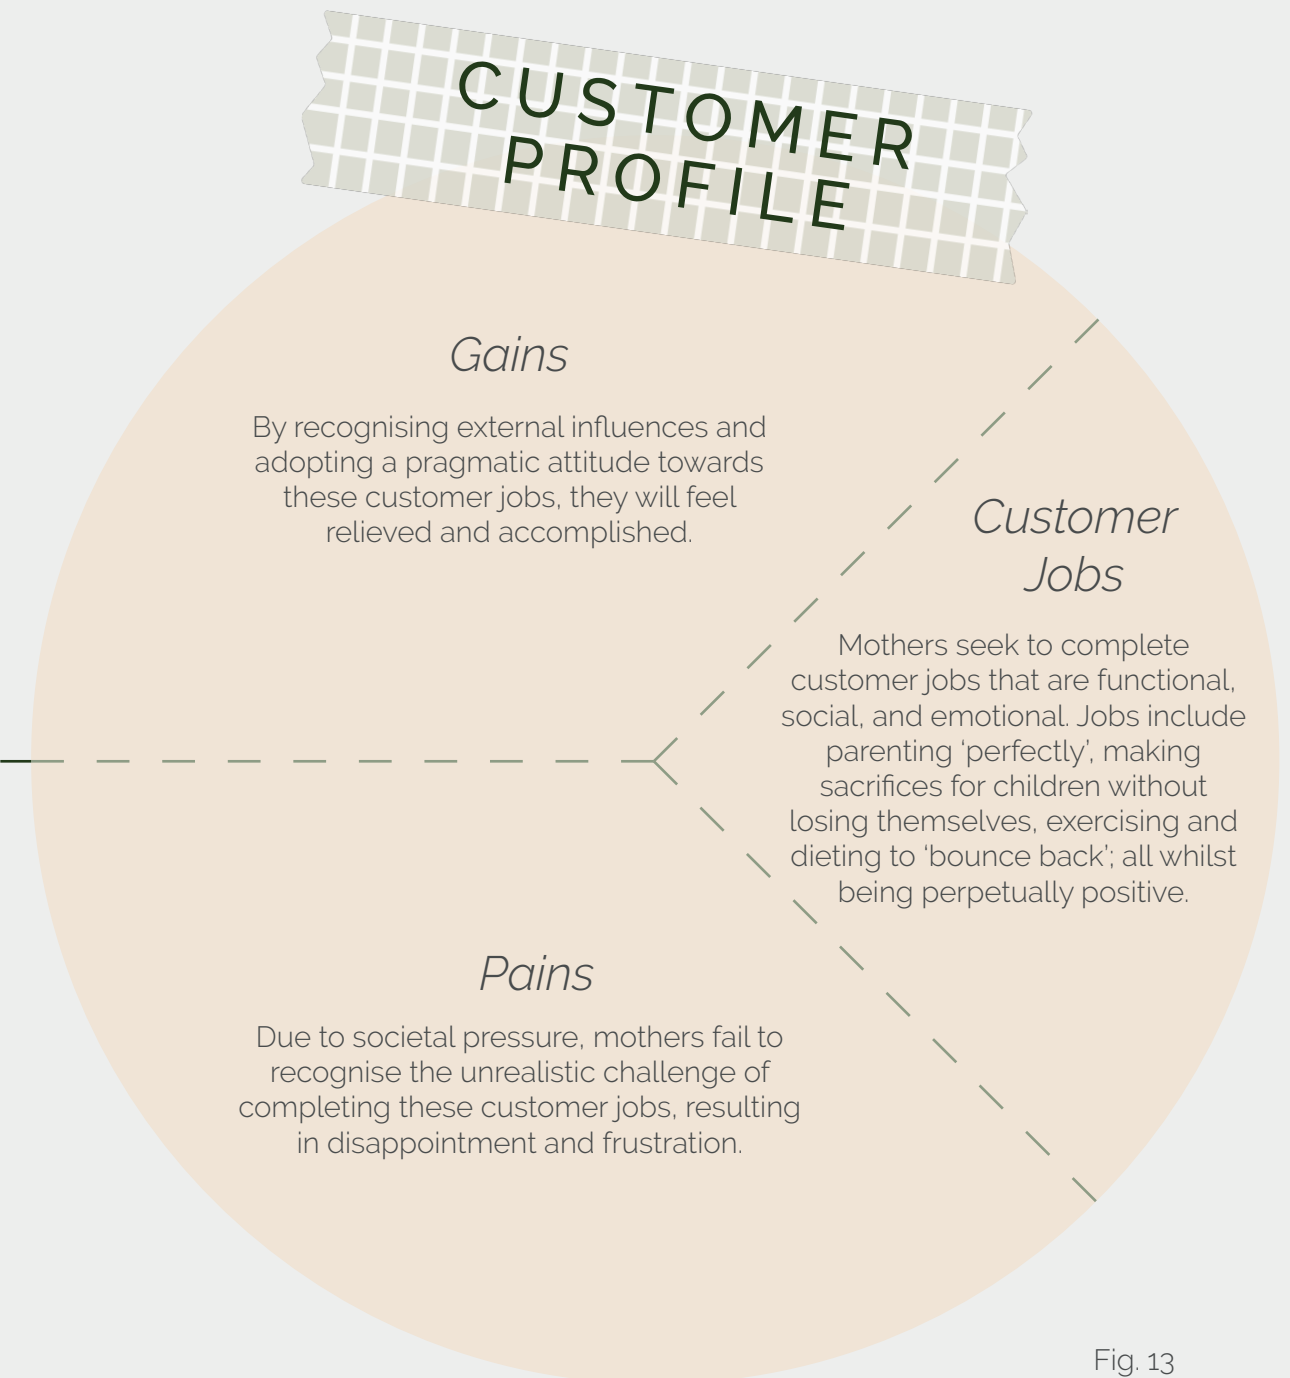 CUSTOMER
PROFILE
Gains
By recognising external influences and
adopting a pragmatic attitude towards
these customer jobs, they will feel
relieved and accomplished.
Customer
Jobs
Mothers seek to complete
customer jobs that are functional,
social, and emotional. Jobs include
parenting ‘perfectly’, making
sacrifices for children without
losing themselves, exercising and
dieting to ‘bounce back’; all whilst
being perpetually positive.
Pains
Due to societal pressure, mothers fail to
recognise the unrealistic challenge of
completing these customer jobs, resulting
in disappointment and frustration.
Fig. 13